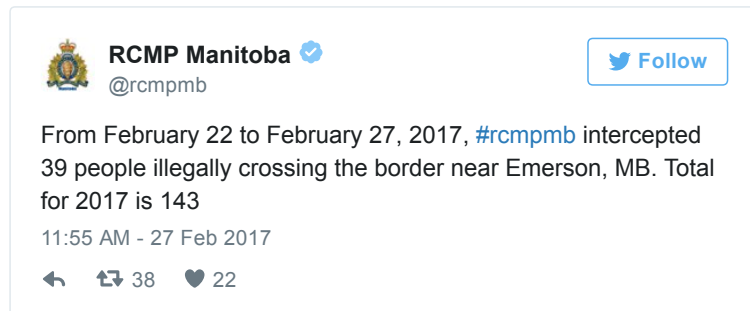 RCMP Manitoba
@rcmpmb
Follow
From February 22 to February 27, 2017, #rcmpmb intercepted
39 people illegally crossing the border near Emerson, MB. Total
for 2017 is 143
11:55 AM - 27 Feb 2017
38 22